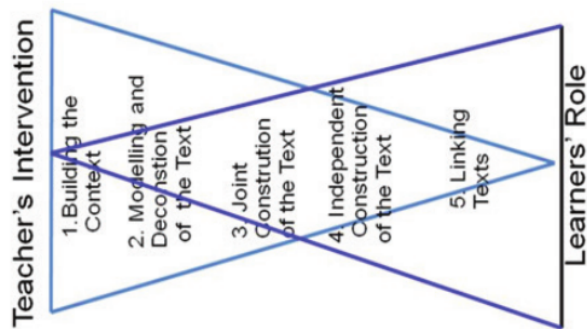 Teacher's Intervention
1.Building the
Context
2. Modelling and
Deconstion
of the Text
3. Joint
Constrution
of the Text
4. Independent
Construction
of the Text
5. Linking
Texts
Learners' Role